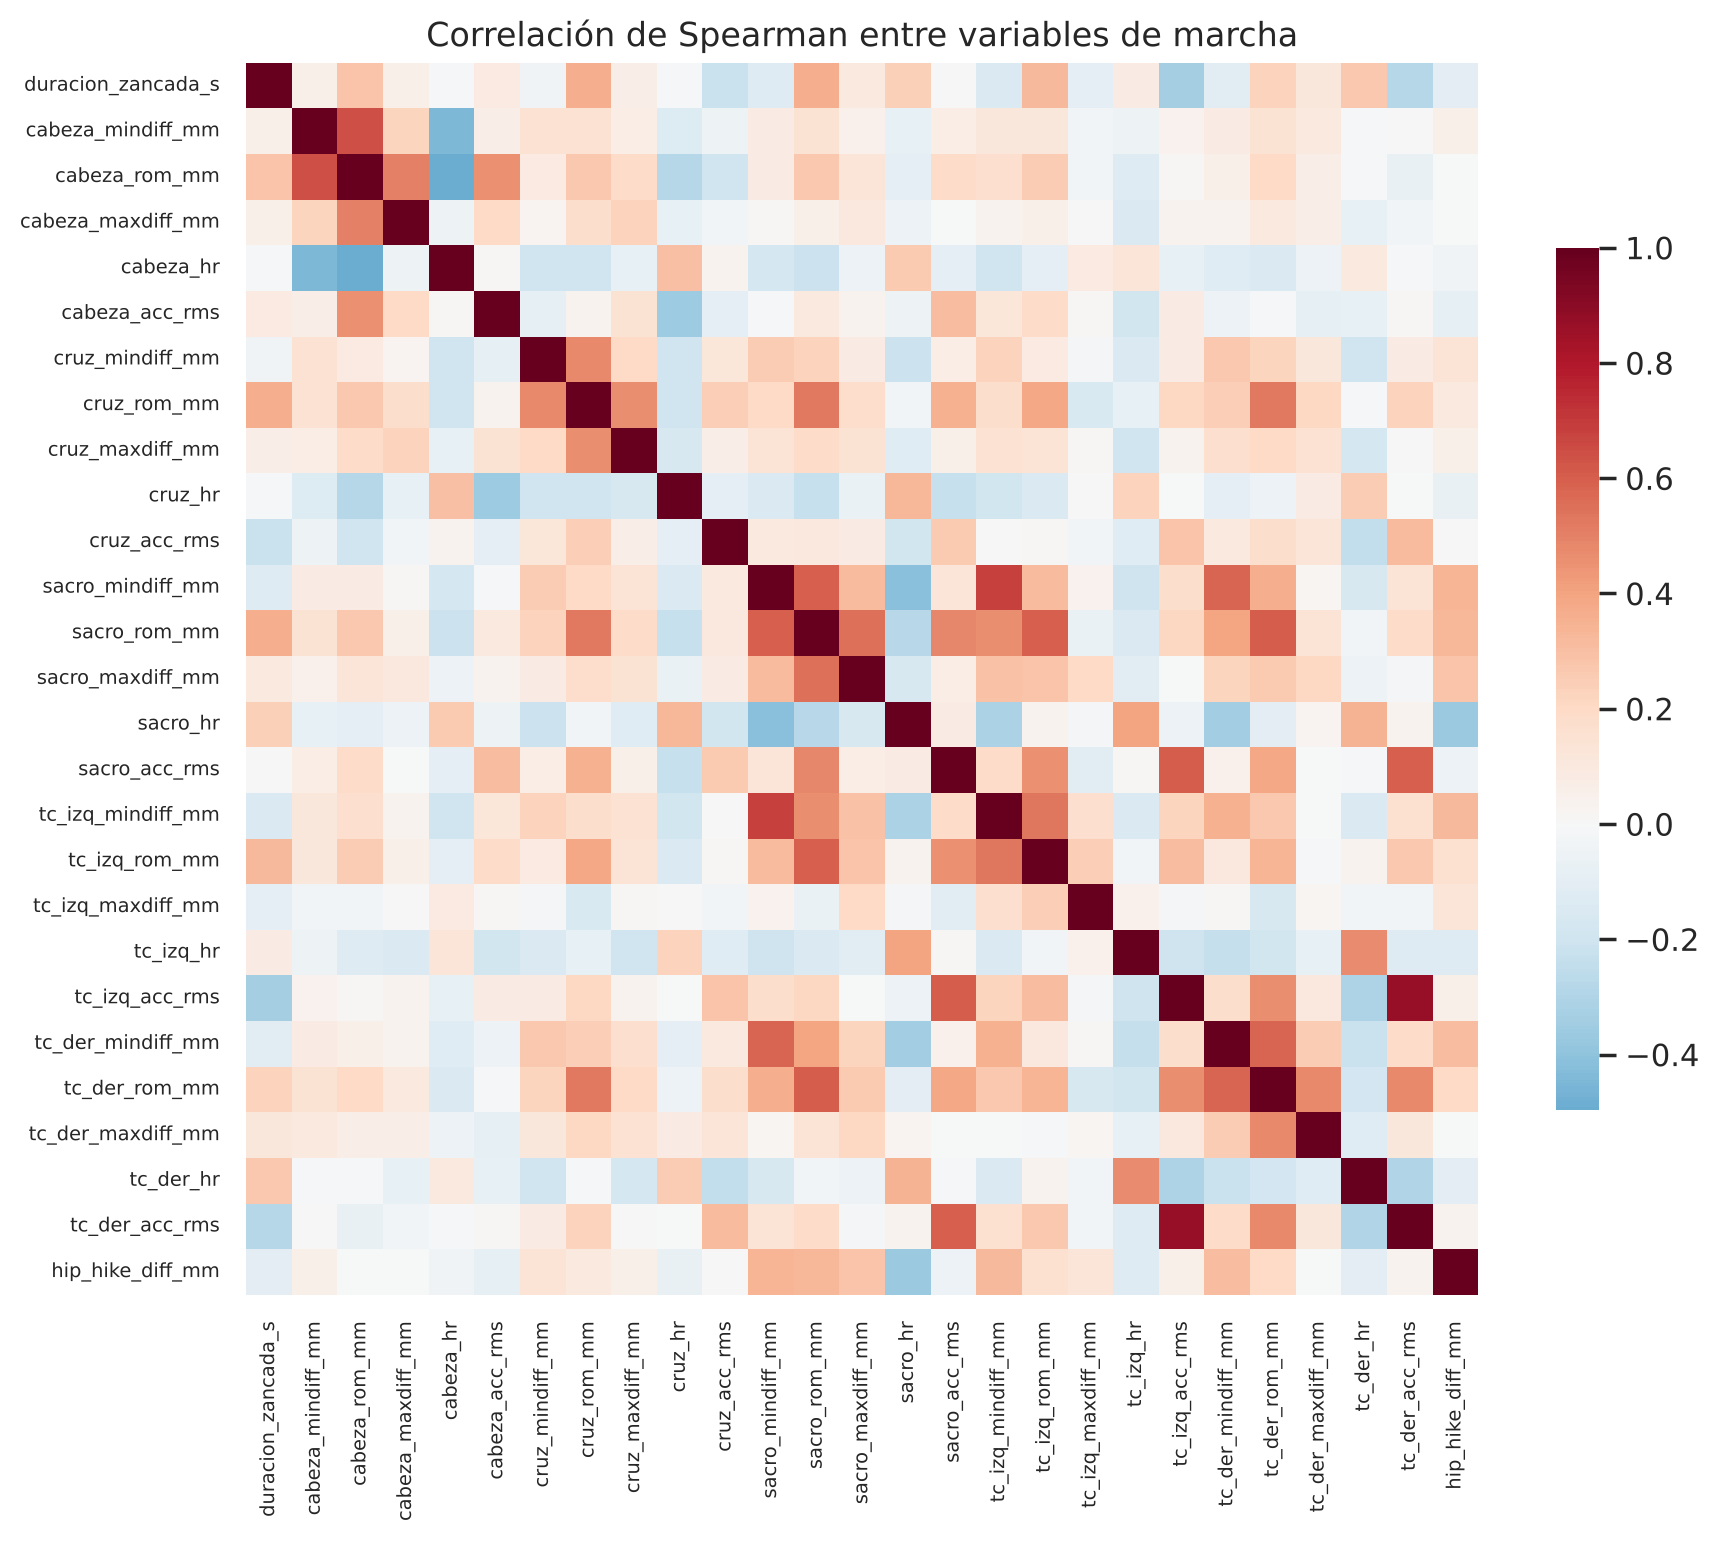 Correlación de Spearman entre variables de marcha
duracion_zancada_s
cabeza_mindiff_mm
cabeza_rom_mm
cabeza_maxdiff_mm
cabeza_hr
cabeza_acc_rms
cruz_mindiff_mm
cruz_rom_mm
cruz_maxdiff_mm
cruz_hr
cruz_acc_rms
sacro_mindiff_mm
sacro_rom_mm
sacro_maxdiff_mm
sacro_hr
sacro_acc_rms
tc_izq_mindiff_mm
tc_izq_rom_mm
tc_izq_maxdiff_mm
tc_izq_hr
tc_izq_acc_rms
tc_der_mindiff_mm
tc_der_rom_mm
tc_der_maxdiff_mm
tc_der_hr
tc_der_acc_rms
hip_hike_diff_mm
duracion_zancada_s
cabeza_mindiff_mm
cabeza_rom_mm
cabeza_maxdiff_mm
cabeza_hr
cabeza_acc_rms
cruz_mindiff_mm
cruz_rom_mm
cruz_maxdiff_mm
cruz_hr
cruz_acc_rms
sacro_mindiff_mm
sacro_rom_mm
sacro_maxdiff_mm
sacro_hr
sacro_acc_rms
tc_izq_mindiff_mm
tc_izq_rom_mm
tc_izq_maxdiff_mm
tc_izq_hr
tc_izq_acc_rms
tc_der_mindiff_mm
tc_der_rom_mm
tc_der_maxdiff_mm
tc_der_hr
tc_der_acc_rms
hip_hike_diff_mm
1.0
0.8
0.6
0.4
0.2
0.0
−0.2
−0.4